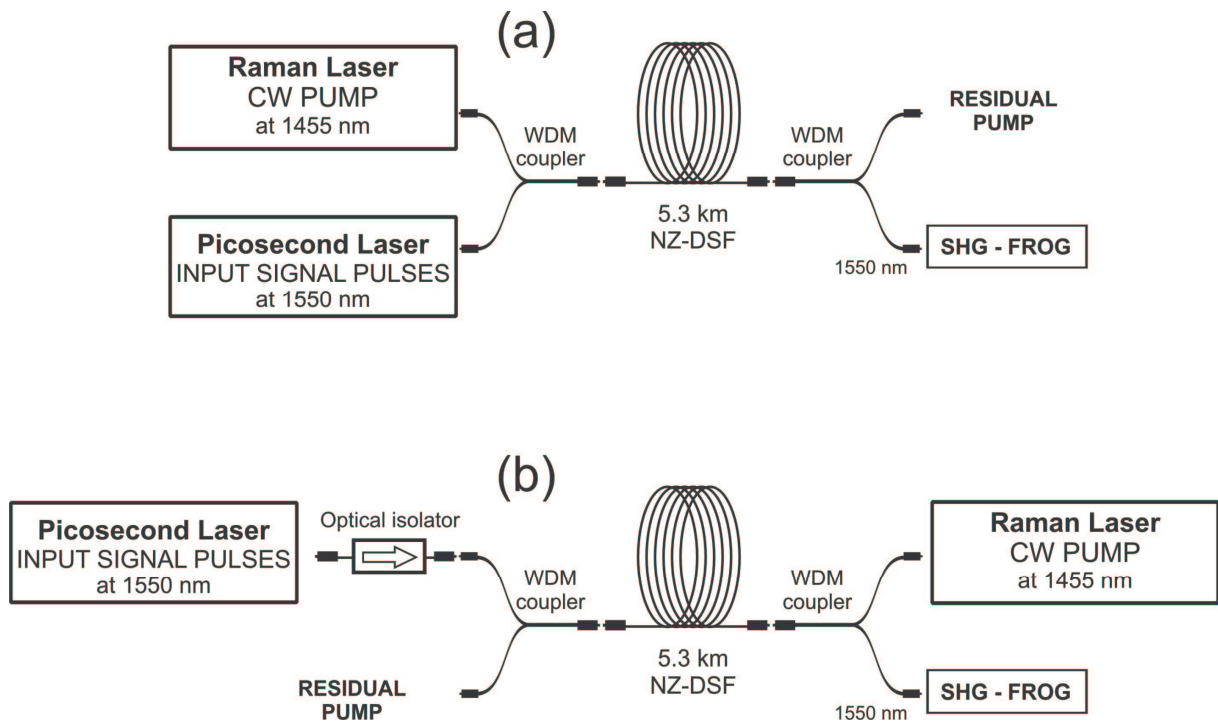 (a)
Raman Laser
CW PUMP
at 1455 nm
Picosecond Laser
INPUT SIGNAL PULSES
at 1550 nm
WDM
coupler
5.3 km
NZ-DSF
WDM
coupler
RESIDUAL
PUMP
1550 nm
SHG - FROG
(b)
Picosecond Laser
INPUT SIGNAL PULSES
at 1550 nm
Optical isolator
RESIDUAL
PUMP
WDM
coupler
5.3 km
NZ-DSF
WDM
coupler
Raman Laser
CW PUMP
at 1455 nm
1550 nm
SHG - FROG